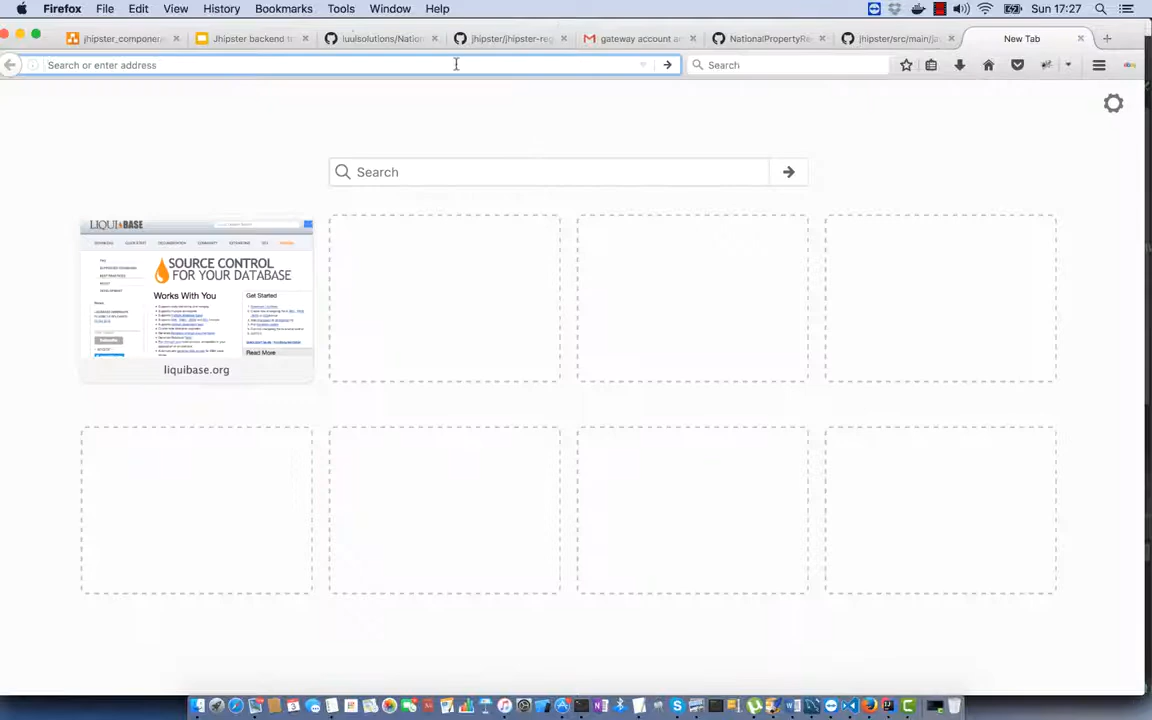 Firefox File Edit View History Bookmarks Tools Window Help Sun 17:27
jhipster_componen Jhipster backend tr luulsolutions/Nation jhipster/jhipster-reg gateway account an NationalPropertyRe jhipster/src/main/jav New Tab
Search or enter address Search
Search
LIQUIBASE
SOURCE CONTROL
FOR YOUR DATABASE
Works With You
Get Started
Read More
liquibase.org